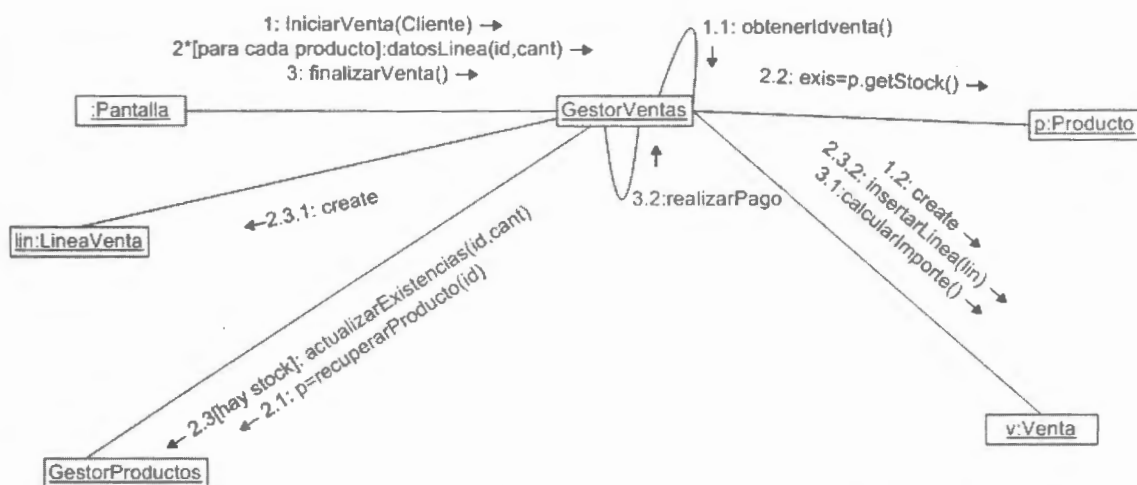 1: IniciarVenta(Cliente) →
2*[para cada producto]:datosLinea(id,cant) →
3: finalizarVenta() →
1.1: obtenerIdventa()
2.2: exis=p.getStock() →
:Pantalla
GestorVentas
p:Producto
←2.3.1: create
3.2:realizarPago
1.2: create →
2.3.2: insertarLinea(lin) →
3.1:calcularImporte() →
lin:LineaVenta
← 2.3[hay stock]: actualizarExistencias(id,cant)
← 2.1: p=recuperarProducto(id)
v:Venta
GestorProductos